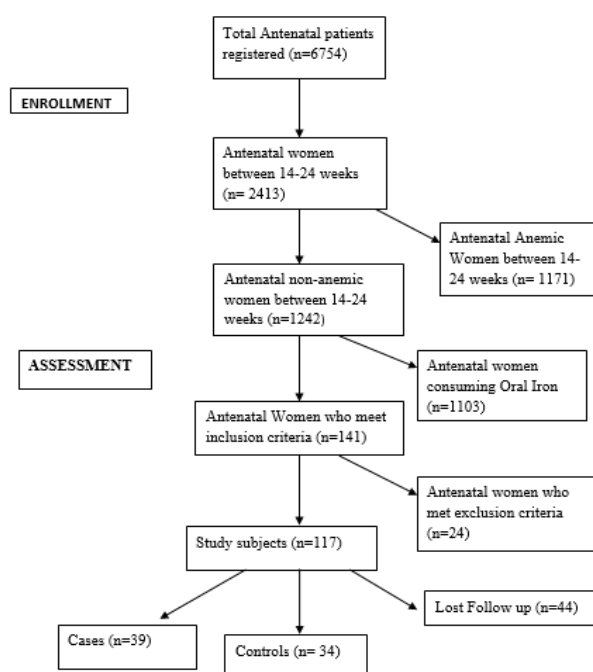 Total Antenatal patients
registered (n=6754)
ENROLLMENT
Antenatal women
between 14-24 weeks
(n= 2413)
Antenatal Anemic
Women between 14-
24 weeks (n= 1171)
Antenatal non-anemic
women between 14-24
weeks (n=1242)
ASSESSMENT
Antenatal women
consuming Oral Iron
(n=1103)
Antenatal Women who meet
inclusion criteria (n=141)
Antenatal women who
met exclusion criteria
(n=24)
Study subjects (n=117)
Lost Follow up (n=44)
Cases (n=39)
Controls (n= 34)